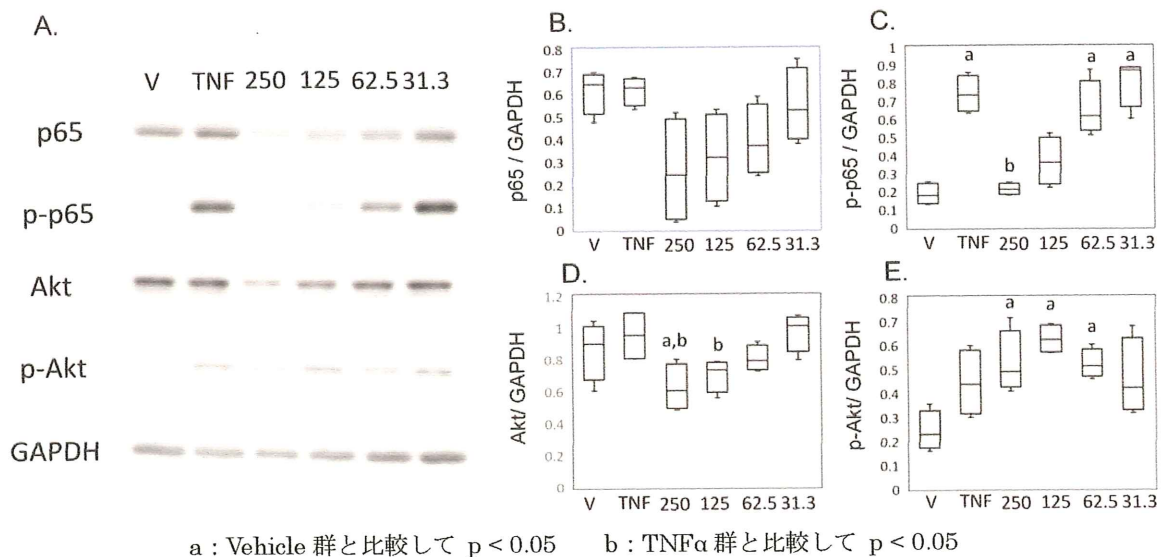 A.
V TNF 250 125 62.5 31.3
p65
p-p65
Akt
p-Akt
GAPDH
B.
p65 / GAPDH
0.8
0.7
0.6
0.5
0.4
0.3
0.2
0.1
0
V TNF 250 125 62.5 31.3
C.
p-p65 / GAPDH
1
0.9
0.8
0.7
0.6
0.5
0.4
0.3
0.2
0.1
0
a
b
a
a
V TNF 250 125 62.5 31.3
D.
Akt/ GAPDH
1.2
1
0.8
0.6
0.4
0.2
0
a,b
b
V TNF 250 125 62.5 31.3
E.
p-Akt/ GAPDH
0.8
0.7
0.6
0.5
0.4
0.3
0.2
0.1
0
a
a
a
V TNF 250 125 62.5 31.3
a : Vehicle 群と比較して p < 0.05 b : TNFα 群と比較して p < 0.05